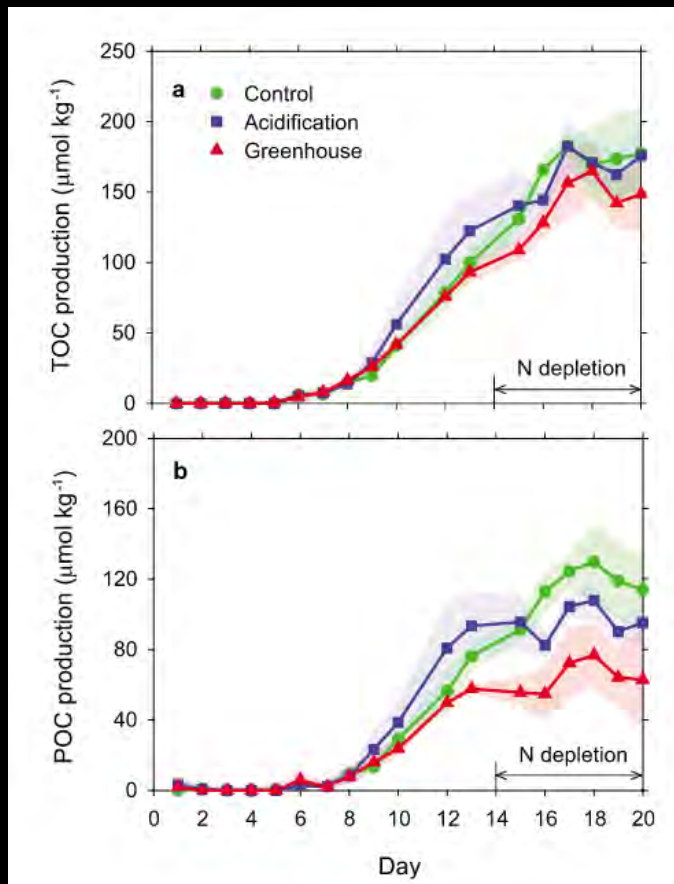 250
200
150
100
50
0
TOC production (μmol kg⁻¹)
a
Control
Acidification
Greenhouse
N depletion
200
160
120
80
40
0
POC production (μmol kg⁻¹)
b
N depletion
0 2 4 6 8 10 12 14 16 18 20
Day